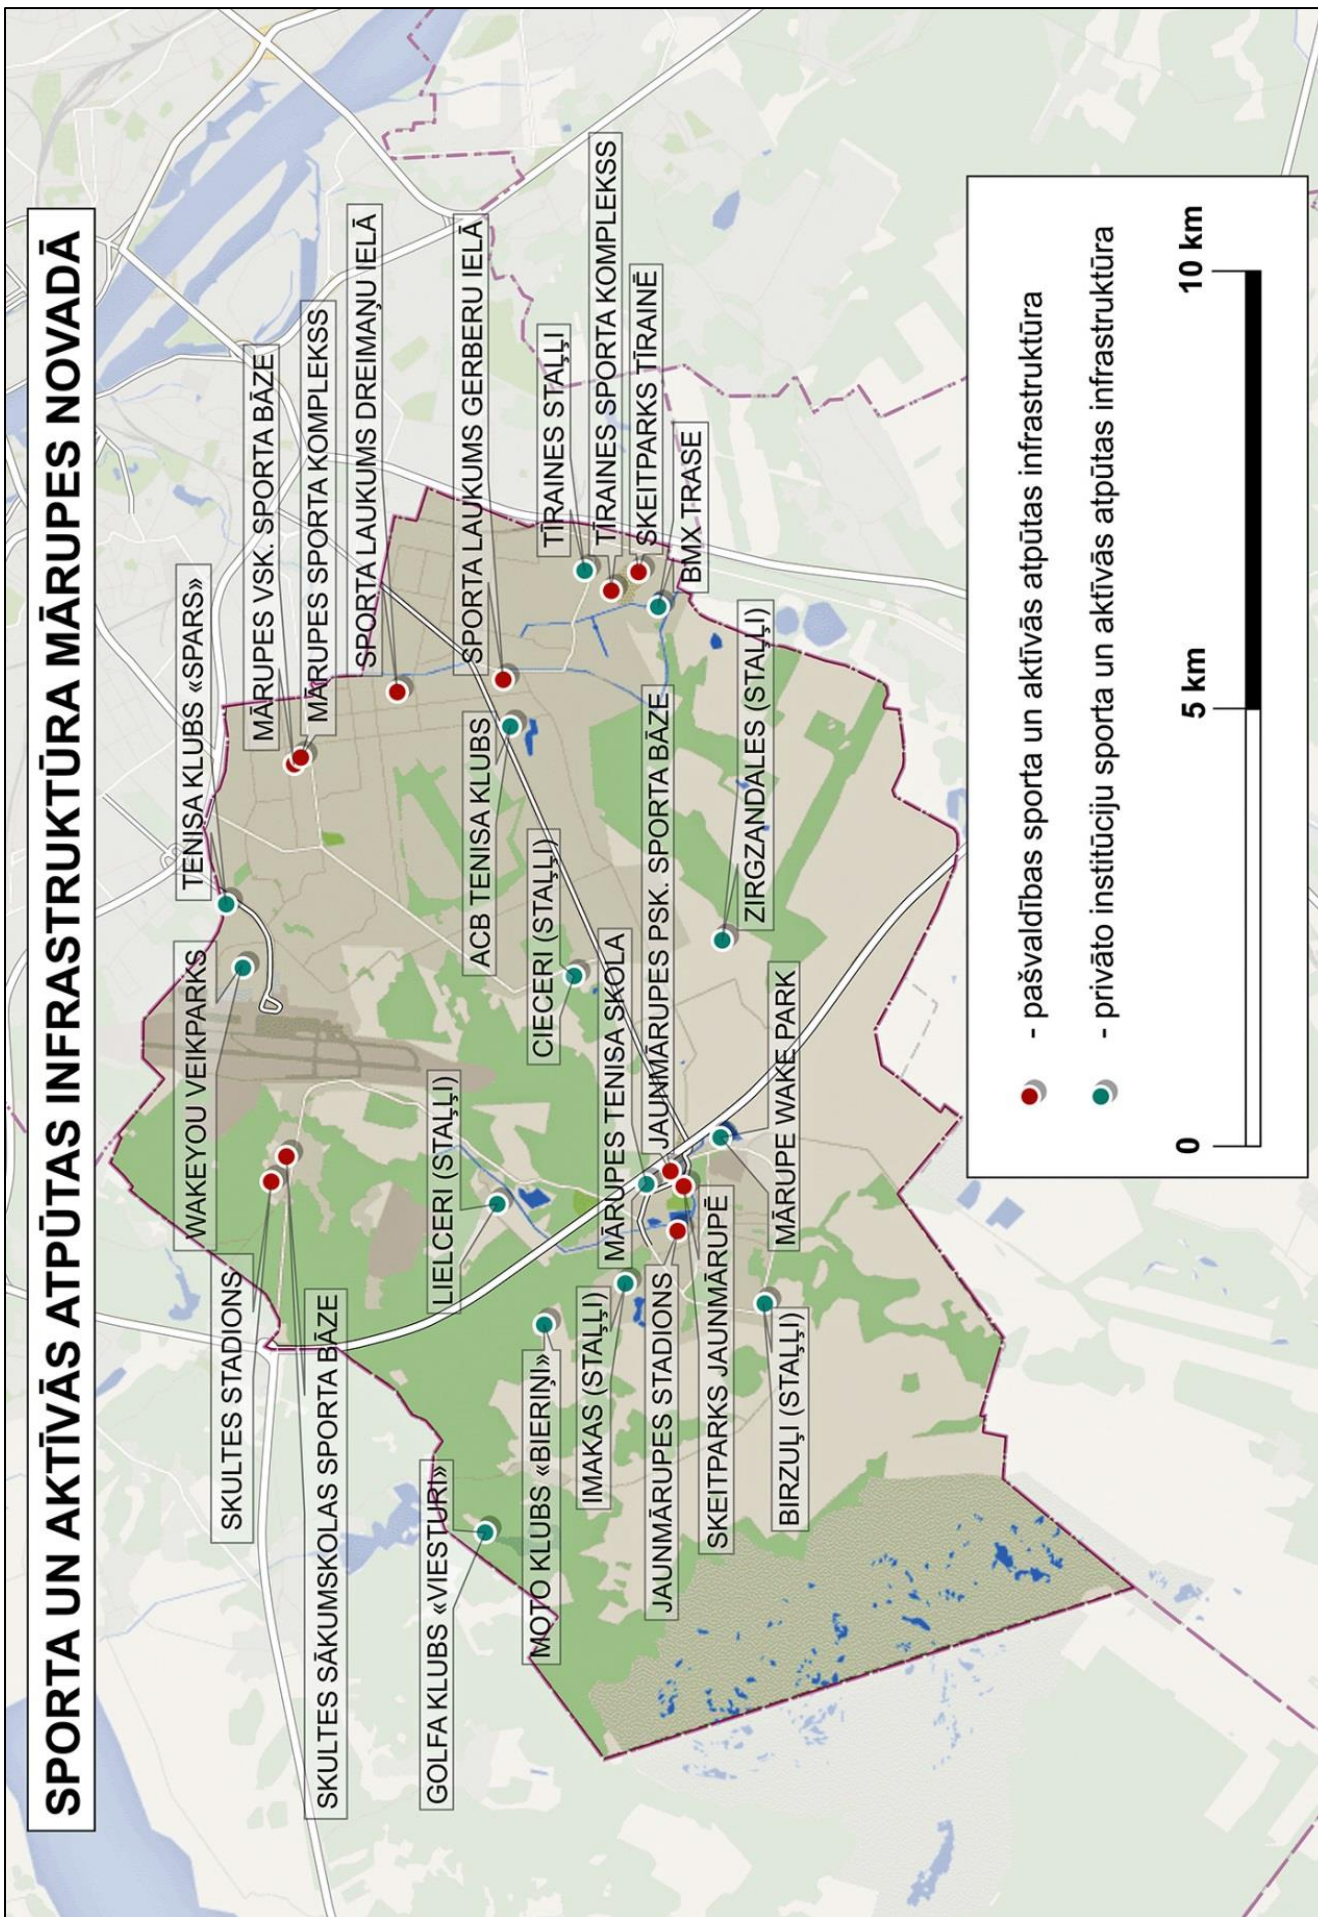 SPORTA UN AKTĪVĀS ATPŪTAS INFRASTRUKTŪRA MĀRUPES NOVADĀ
TENISA KLUBS «SPARS»
WAKEYOU VEIKPARKS
MĀRUPES VSK. SPORTA BĀZE
MĀRUPES SPORTA KOMPLEKSS
SPORTA LAUKUMS DREIMAŅU IELĀ
SKULTES STADIONS
SKULTES SĀKUMSKOLAS SPORTA BĀZE
SPORTA LAUKUMS GERBERU IELĀ
ACB TENISA KLUBS
LIELCERI (STAĻĻI)
GOLFA KLUBS «VIESTURI»
TĪRAINES STAĻĻI
CIECERI (STAĻĻI)
MOTO KLUBS «BIERIŅI»
TĪRAINES SPORTA KOMPLEKSS
MĀRUPES TENISA SKOLA
IMAKAS (STAĻĻI)
SKEITPARKS TĪRAINĒ
JAUNMĀRUPES PSK. SPORTA BĀZE
JAUNMĀRUPES STADIONS
BMX TRASE
SKEITPARKS JAUNMĀRUPĒ
ZIRGZANDALES (STAĻĻI)
MĀRUPE WAKE PARK
BIRZUĻI (STAĻĻI)
- pašvaldības sporta un aktīvās atpūtas infrastruktūra
- privāto institūciju sporta un aktīvās atpūtas infrastruktūra
0 5 km 10 km